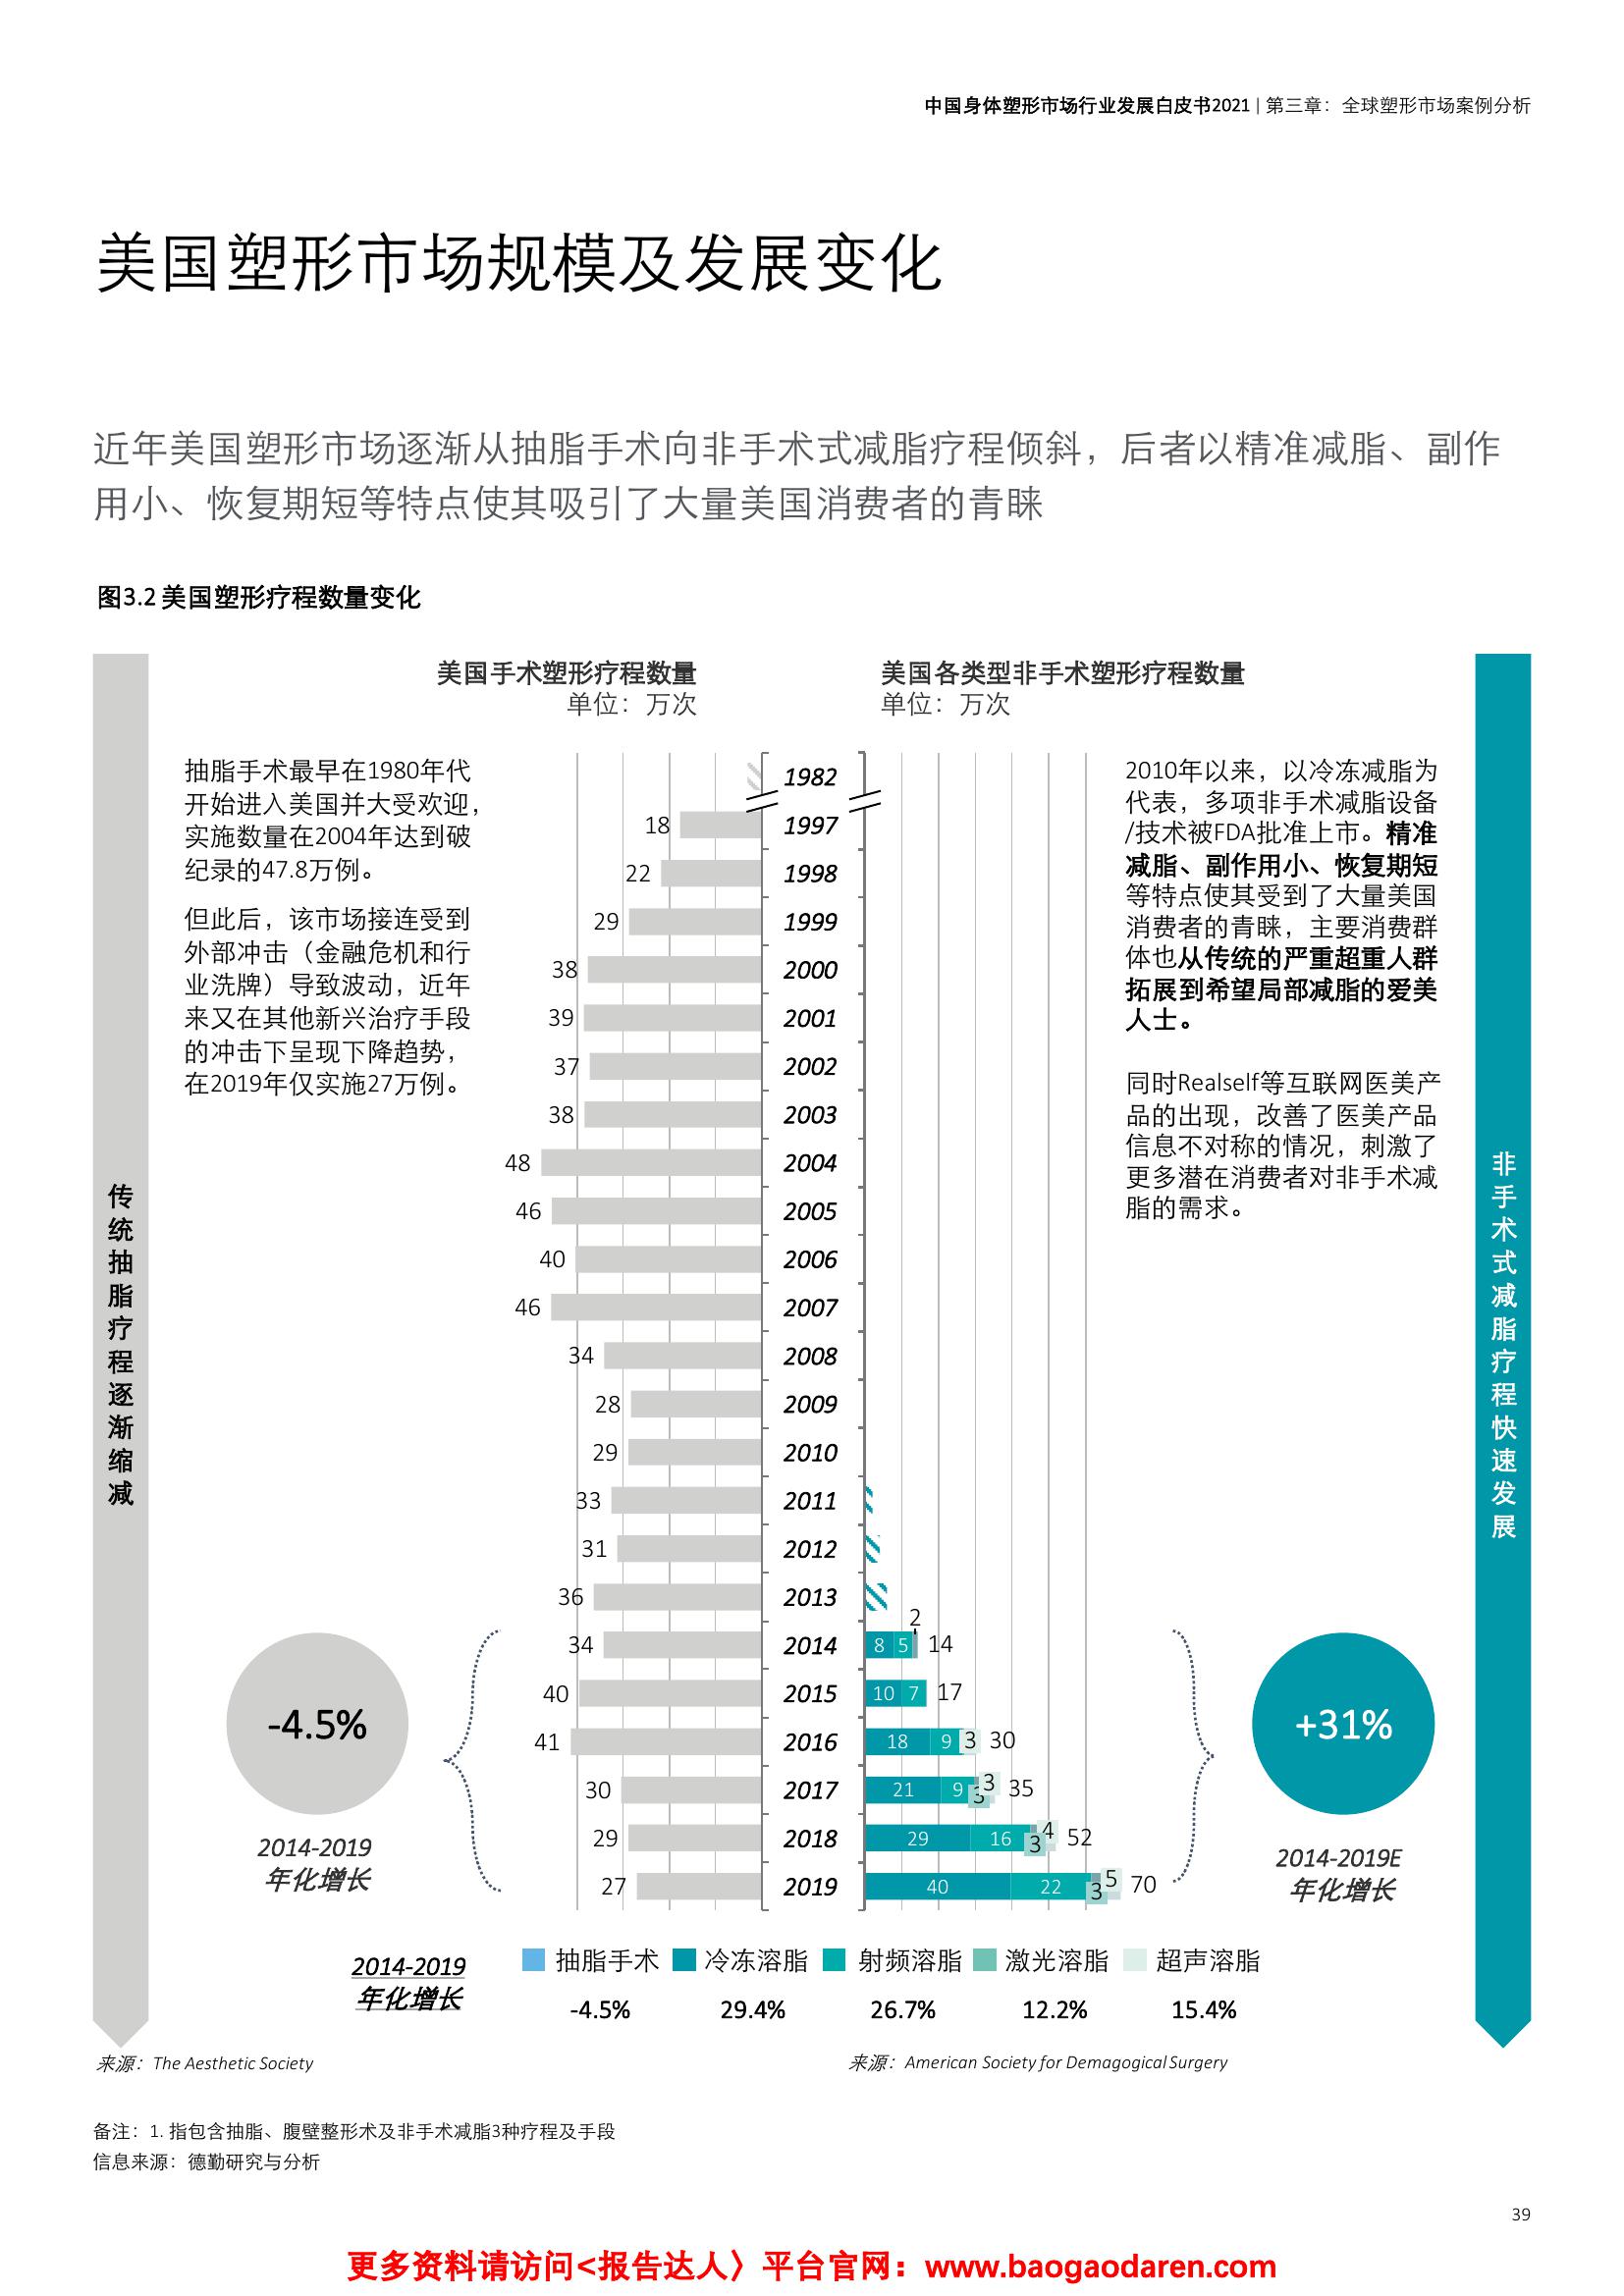 中国身体塑形市场行业发展白皮书2021 | 第三章：全球塑形市场案例分析
美国塑形市场规模及发展变化
近年美国塑形市场逐渐从抽脂手术向非手术式减脂疗程倾斜，后者以精准减脂、副作
用小、恢复期短等特点使其吸引了大量美国消费者的青睐
图3.2 美国塑形疗程数量变化
传统抽脂疗程逐渐缩减
抽脂手术最早在1980年代
开始进入美国并大受欢迎，
实施数量在2004年达到破
纪录的47.8万例。
但此后，该市场接连受到
外部冲击（金融危机和行
业洗牌）导致波动，近年
来又在其他新兴治疗手段
的冲击下呈现下降趋势，
在2019年仅实施27万例。
美国手术塑形疗程数量
单位：万次
美国各类型非手术塑形疗程数量
单位：万次
1982
18 1997
22 1998
29 1999
38 2000
39 2001
37 2002
38 2003
48 2004
46 2005
40 2006
46 2007
34 2008
28 2009
29 2010
33 2011
31 2012
36 2013
2
34 2014 8 5 14
40 2015 10 7 17
41 2016 18 9 3 30
30 2017 21 9 3 3 35
29 2018 29 16 3 4 52
27 2019 40 22 3 5 70
2010年以来，以冷冻减脂为
代表，多项非手术减脂设备
/技术被FDA批准上市。精准
减脂、副作用小、恢复期短
等特点使其受到了大量美国
消费者的青睐，主要消费群
体也从传统的严重超重人群
拓展到希望局部减脂的爱美
人士。
同时Realself等互联网医美产
品的出现，改善了医美产品
信息不对称的情况，刺激了
更多潜在消费者对非手术减
脂的需求。
非手术式减脂疗程快速发展
-4.5%
2014-2019
年化增长
+31%
2014-2019E
年化增长
抽脂手术 冷冻溶脂 射频溶脂 激光溶脂 超声溶脂
2014-2019
年化增长
-4.5% 29.4% 26.7% 12.2% 15.4%
来源：The Aesthetic Society
来源：American Society for Demagogical Surgery
备注：1. 指包含抽脂、腹壁整形术及非手术减脂3种疗程及手段
信息来源：德勤研究与分析
39
更多资料请访问<报告达人〉平台官网：www.baogaodaren.com